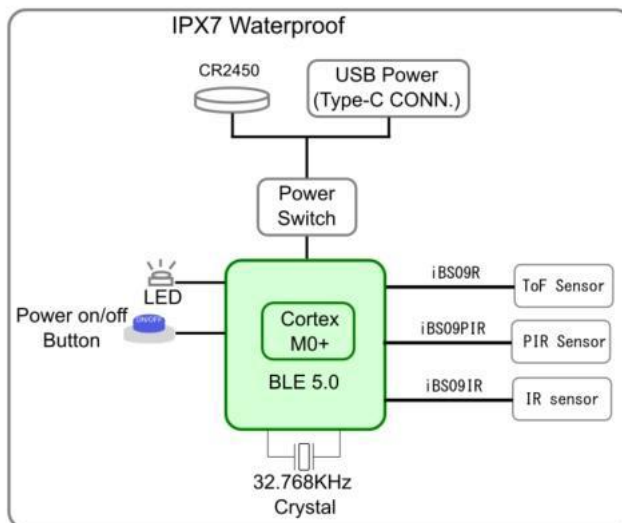 IPX7 Waterproof
CR2450
USB Power
(Type-C CONN.)
Power
Switch
LED
Power on/off
Button
ON/OFF
Cortex
M0+
BLE 5.0
iBS09R
ToF Sensor
iBS09PIR
PIR Sensor
iBS09IR
IR sensor
32.768KHz
Crystal